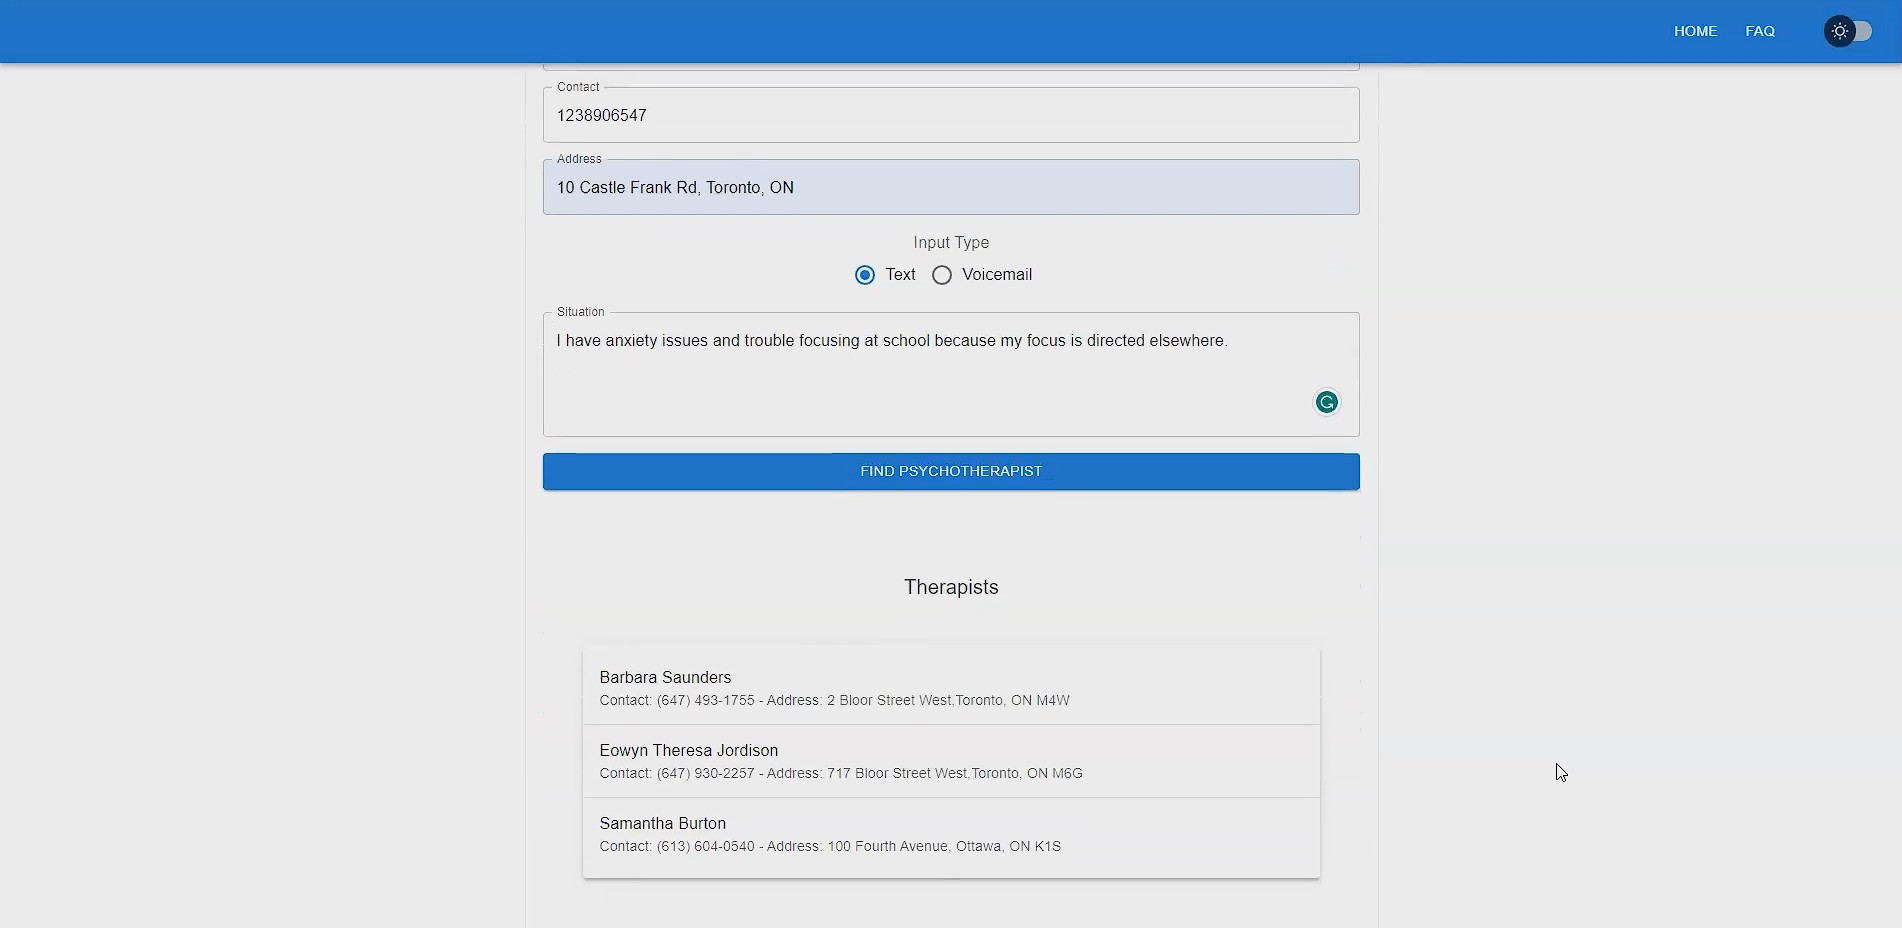 HOME FAQ
Contact
1238906547
Address
10 Castle Frank Rd, Toronto, ON
Input Type
Text Voicemail
Situation
I have anxiety issues and trouble focusing at school because my focus is directed elsewhere.
FIND PSYCHOTHERAPIST
Therapists
Barbara Saunders
Contact: (647) 493-1755 - Address: 2 Bloor Street West,Toronto, ON M4W
Eowyn Theresa Jordison
Contact: (647) 930-2257 - Address: 717 Bloor Street West,Toronto, ON M6G
Samantha Burton
Contact: (613) 604-0540 - Address: 100 Fourth Avenue, Ottawa, ON K1S